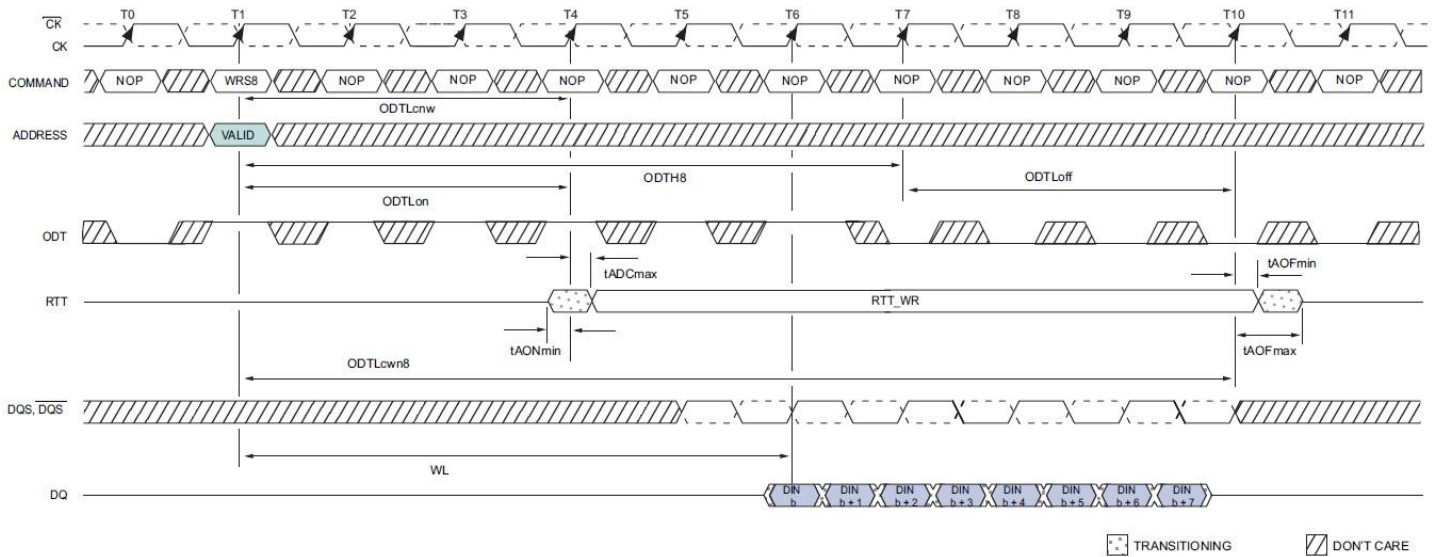 T0 T1 T2 T3 T4 T5 T6 T7 T8 T9 T10 T11
CK
CK
COMMAND NOP WRS8 NOP NOP NOP NOP NOP NOP NOP NOP NOP NOP
ODTLcnw
ADDRESS VALID
ODTH8 ODTLoff
ODTLon
ODT
tADCmax tAOFmin
RTT RTT_WR
tAONmin tAOFmax
ODTLcwn8
DQS, DQS
WL
DQ DIN b DIN b + 1 DIN b + 2 DIN b + 3 DIN b + 4 DIN b + 5 DIN b + 6 DIN b + 7
TRANSITIONING DON'T CARE